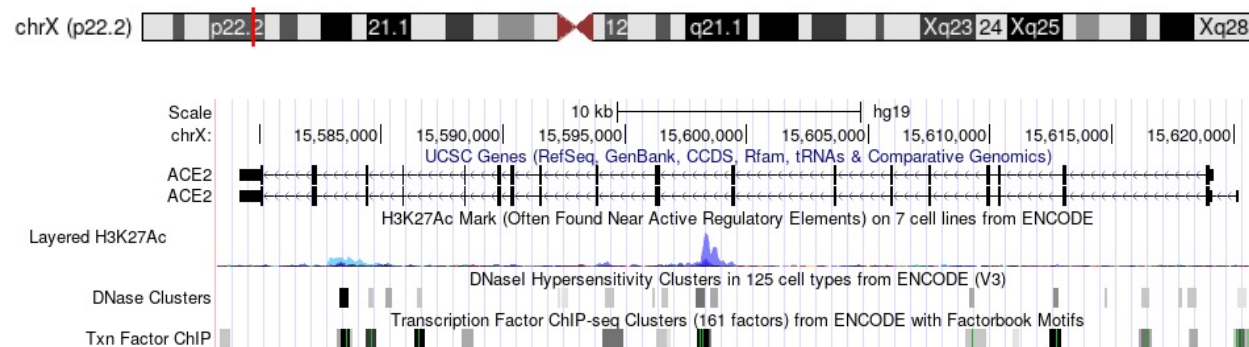 chrX (p22.2) p22.2 21.1 12 q21.1 Xq23 24 Xq25 Xq28
Scale 10 kb hg19
chrX: 15,585,000 15,590,000 15,595,000 15,600,000 15,605,000 15,610,000 15,615,000 15,620,000
UCSC Genes (RefSeq, GenBank, CCDS, Rfam, tRNAs & Comparative Genomics)
ACE2
ACE2
H3K27Ac Mark (Often Found Near Active Regulatory Elements) on 7 cell lines from ENCODE
Layered H3K27Ac
DNaseI Hypersensitivity Clusters in 125 cell types from ENCODE (V3)
DNase Clusters
Transcription Factor ChIP-seq Clusters (161 factors) from ENCODE with Factorbook Motifs
Txn Factor ChIP